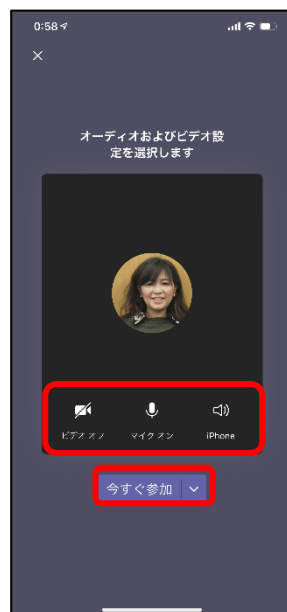 0:58
オーディオおよびビデオ設
定を選択します
ビデオ オフ
マイク オン
iPhone
今すぐ参加